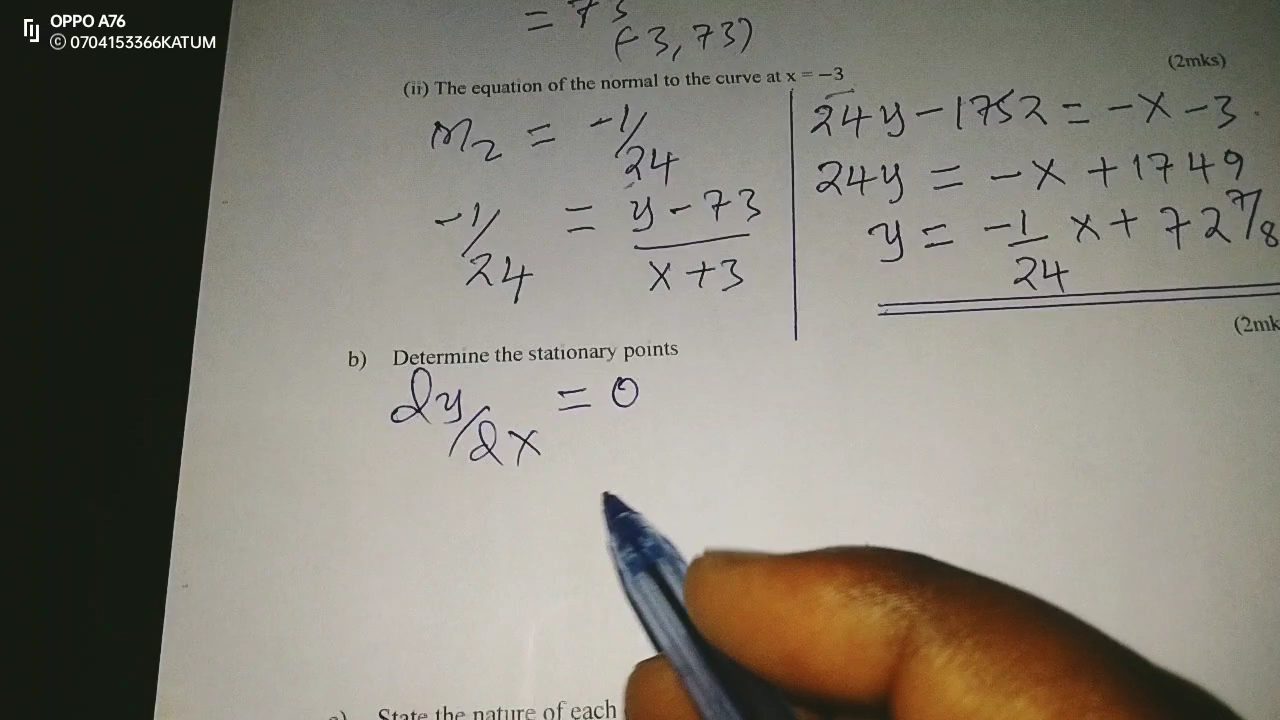 OPPO A76
© 0704153366KATUM
= 73
(-3, 73)
(2mks)
(ii) The equation of the normal to the curve at x = −3
m₂ = -1/24
-1/24 = y - 73 / x + 3
24y - 1752 = -x - 3
24y = -x + 1749
y = -1/24 x + 72 7/8
(2mk
b) Determine the stationary points
dy/dx = 0
State the nature of each